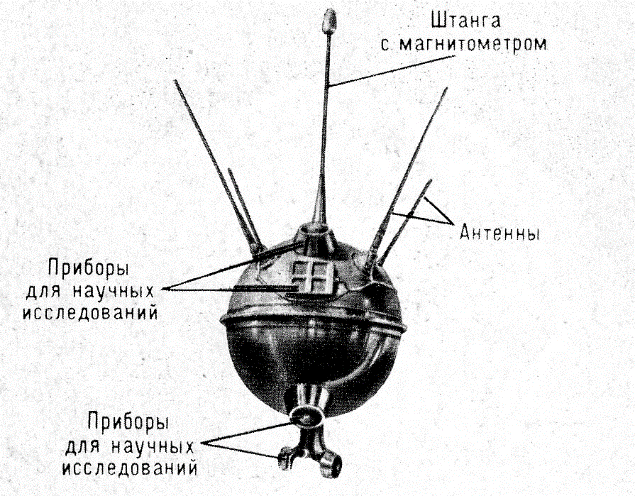 Штанга
с магнитометром
Антенны
Приборы
для научных
исследований
Приборы
для научных
исследований